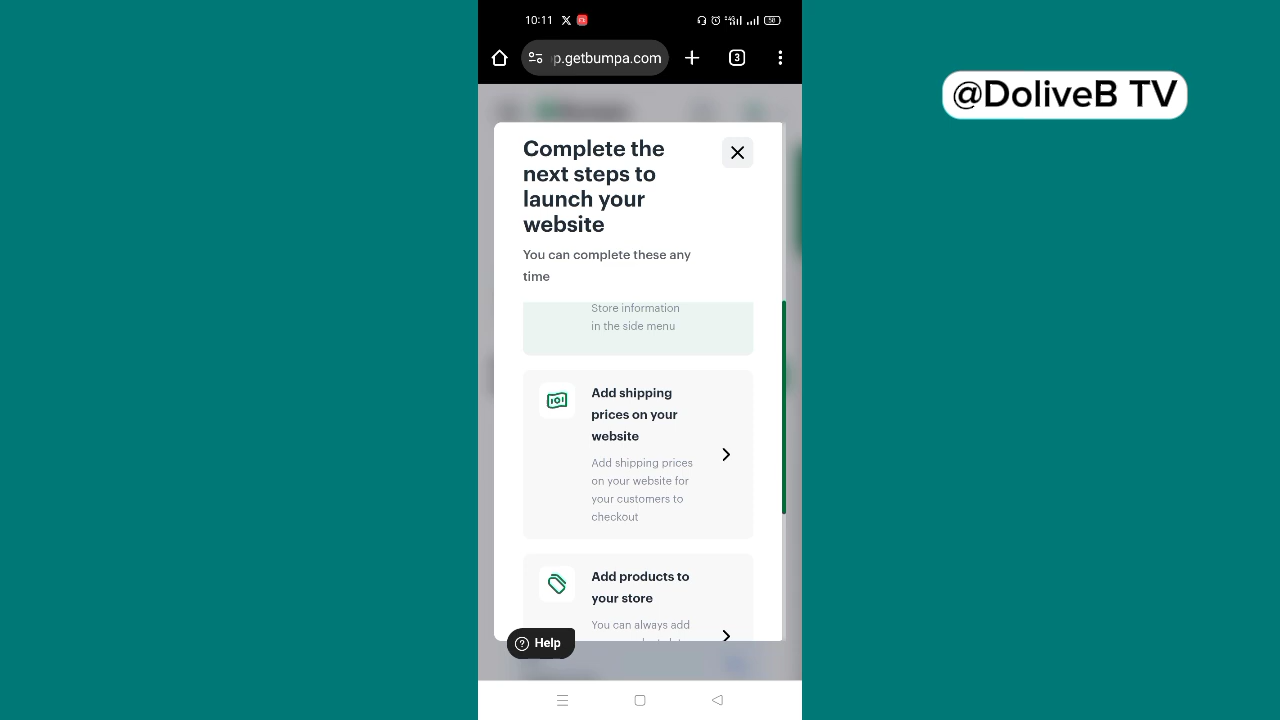 10:11
58
p.getbumpa.com
3
@DoliveB TV
Complete the
next steps to
launch your
website
You can complete these any
time
Store information
in the side menu
Add shipping
prices on your
website
Add shipping prices
on your website for
your customers to
checkout
Add products to
your store
You can always add
Help